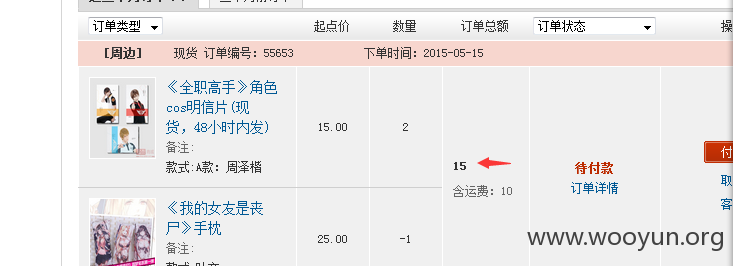 订单类型 起点价 数量 订单总额 订单状态
[周边] 现货 订单编号：55653 下单时间：2015-05-15
《全职高手》角色
cos明信片(现
货，48小时内发)
备注:
款式:A款：周泽楷
15.00
2
15
含运费：10
待付款
订单详情
付
取
客
《我的女友是丧
尸》手枕
备注:
25.00
-1
www.wooyun.org